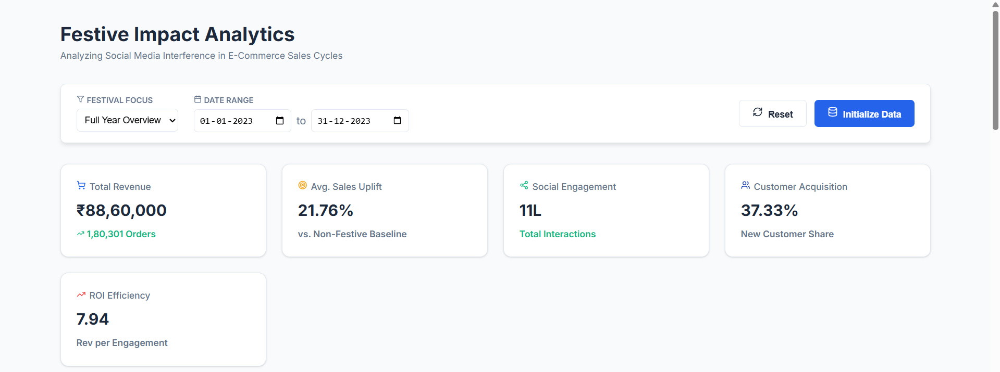 Festive Impact Analytics
Analyzing Social Media Interference in E-Commerce Sales Cycles
FESTIVAL FOCUS
Full Year Overview
DATE RANGE
01-01-2023 to 31-12-2023
Reset
Initialize Data
Total Revenue
₹88,60,000
1,80,301 Orders
Avg. Sales Uplift
21.76%
vs. Non-Festive Baseline
Social Engagement
11L
Total Interactions
Customer Acquisition
37.33%
New Customer Share
ROI Efficiency
7.94
Rev per Engagement